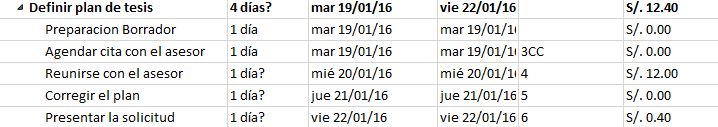 Definir plan de tesis 4 días? mar 19/01/16 vie 22/01/16 S/. 12.40
Preparacion Borrador 1 día mar 19/01/16 mar 19/01/1 S/. 0.00
Agendar cita con el asesor 1 día mar 19/01/16 mar 19/01/1 3CC S/. 0.00
Reunirse con el asesor 1 día? mié 20/01/16 mié 20/01/1 4 S/. 12.00
Corregir el plan 1 día? jue 21/01/16 jue 21/01/16 5 S/. 0.00
Presentar la solicitud 1 día? vie 22/01/16 vie 22/01/16 6 S/. 0.40